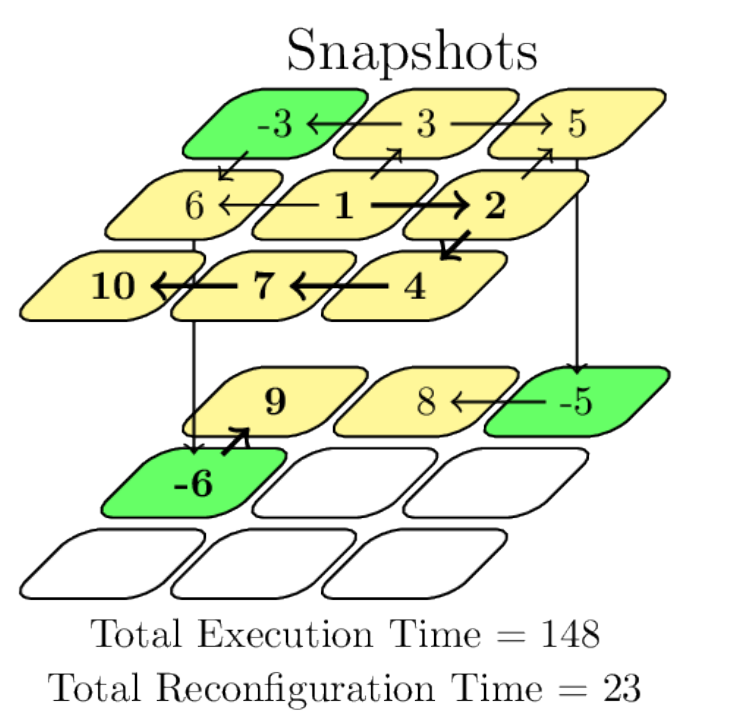 Snapshots
-3 3 5
6 1 2
10 7 4
9 8 -5
-6
Total Execution Time = 148
Total Reconfiguration Time = 23